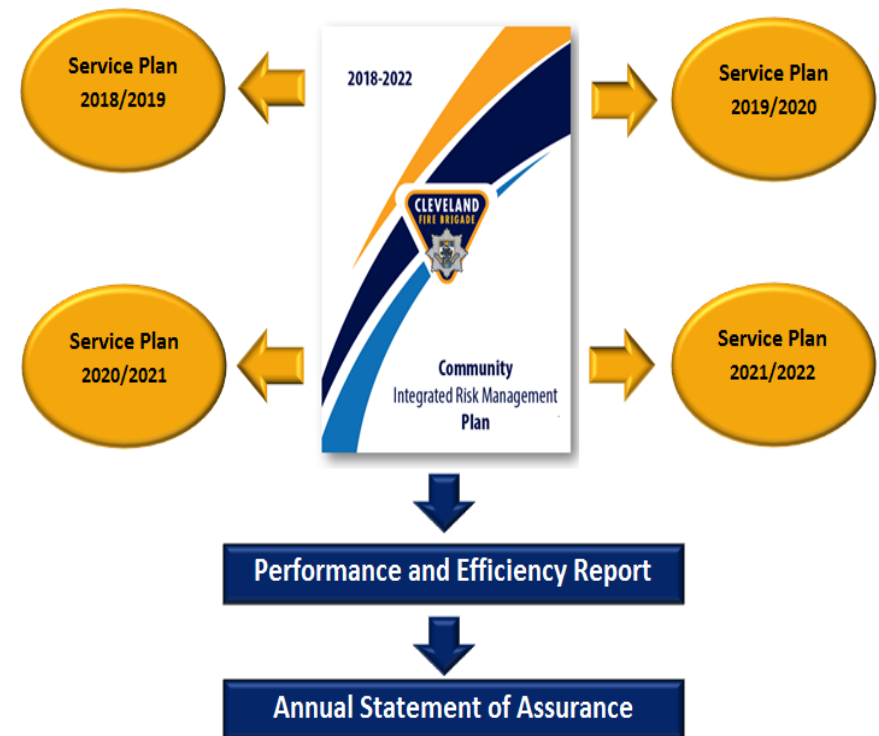 Service Plan
2018/2019
2018-2022
Service Plan
2019/2020
CLEVELAND
FIRE BRIGADE
Service Plan
2020/2021
Community
Integrated Risk Management
Plan
Service Plan
2021/2022
Performance and Efficiency Report
Annual Statement of Assurance